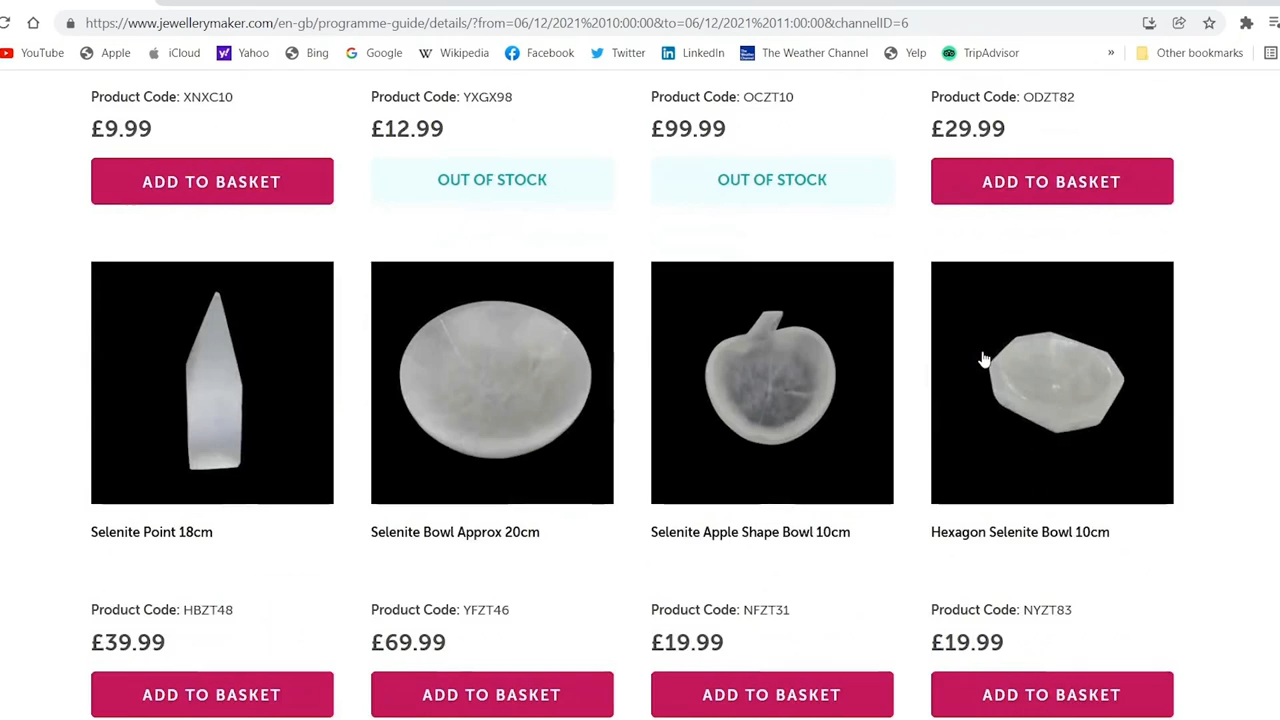 https://www.jewellerymaker.com/en-gb/programme-guide/details/?from=06/12/2021%2010:00:00&to=06/12/2021%2011:00:00&channelID=6
YouTube Apple iCloud Yahoo Bing Google Wikipedia Facebook Twitter LinkedIn The Weather Channel Yelp TripAdvisor » Other bookmarks
Product Code: XNXC10 Product Code: YXGX98 Product Code: OCZT10 Product Code: ODZT82
£9.99 £12.99 £99.99 £29.99
ADD TO BASKET OUT OF STOCK OUT OF STOCK ADD TO BASKET
Selenite Point 18cm Selenite Bowl Approx 20cm Selenite Apple Shape Bowl 10cm Hexagon Selenite Bowl 10cm
Product Code: HBZT48 Product Code: YFZT46 Product Code: NFZT31 Product Code: NYZT83
£39.99 £69.99 £19.99 £19.99
ADD TO BASKET ADD TO BASKET ADD TO BASKET ADD TO BASKET